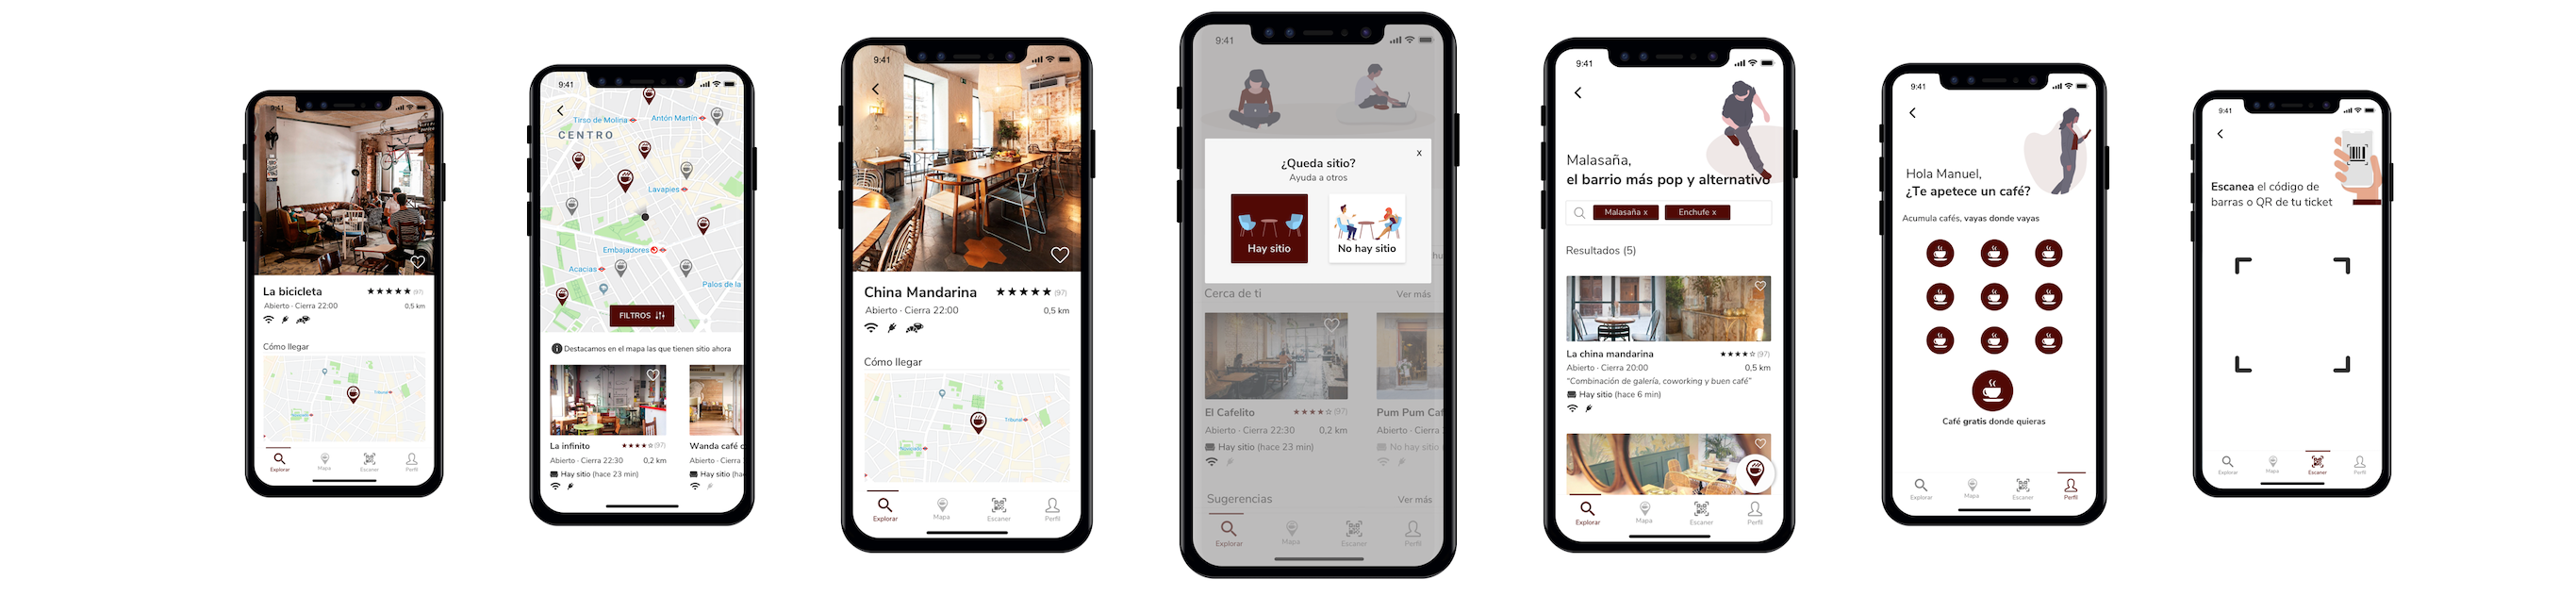 9:41
La bicicleta
★★★★★ (97)
Abierto · Cierra 22:00
0,5 km
Cómo llegar
Tribunal
Explorar
Mapa
Escaner
Perfil
9:41
Tirso de Molina
Antón Martín
CENTRO
Lavapies
Embajadores
Acacias
Palos de la
FILTROS
Destacamos en el mapa las que tienen sitio ahora
La infinito
★★★★☆ (97)
Wanda café c
Abierto · Cierra 22:30
0,2 km
Abierto · Cierra
Hay sitio (hace 23 min)
Hay sitio (ha
9:41
China Mandarina
★★★★★ (97)
Abierto · Cierra 22:00
0,5 km
Cómo llegar
Tribunal
Explorar
Mapa
Escaner
Perfil
9:41
¿Queda sitio?
x
Ayuda a otros
Hay sitio
No hay sitio
Cerca de ti
Ver más
El Cafelito
★★★★☆ (97)
Pum Pum Caf
Abierto · Cierra 22:30
0,2 km
Abierto · Cierra
Hay sitio (hace 23 min)
No hay sitio
Sugerencias
Ver más
Explorar
Mapa
Escaner
Perfil
9:41
Malasaña,
el barrio más pop y alternativo
Malasaña x
Enchufe x
Resultados (5)
La china mandarina
★★★★☆ (97)
Abierto · Cierra 20:00
0,5 km
“Combinación de galería, coworking y buen café”
Hay sitio (hace 6 min)
Explorar
Mapa
Escaner
Perfil
9:41
Hola Manuel,
¿Te apetece un café?
Acumula cafés, vayas donde vayas
Café gratis donde quieras
Explorar
Mapa
Escaner
Perfil
9:41
Escanea el código de
barras o QR de tu ticket
Explorar
Mapa
Escaner
Perfil